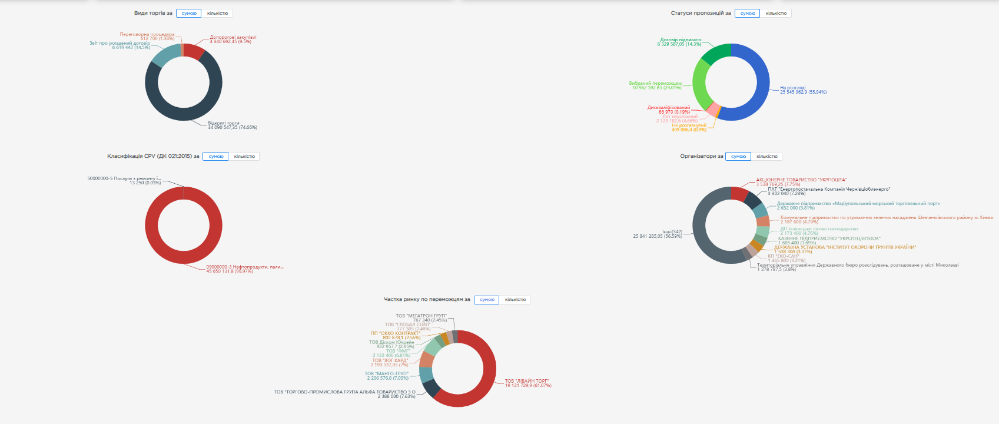 Види торгів за сумою кількістю
Переговорна процедура
612 700 (1.34%)
Звіт про укладений договір
6 619 442 (14.5%)
Допорогові закупівлі
4 340 692,45 (9.5%)
Відкриті торги
34 090 547,35 (74.66%)
Статуси пропозицій за сумою кількістю
Договір підписано
6 529 587,05 (14.3%)
Вибраний переможцем
10 962 592,85 (24.01%)
Дискваліфікований
86 970 (0.19%)
Лот неуспішний
2 129 182,6 (4.66%)
Не розглянутий
409 086,4 (0.9%)
На розгляді
25 545 962,9 (55.94%)
Класифікація CPV (ДК 021:2015) за сумою кількістю
50000000-5 Послуги з ремонту і...
13 250 (0.03%)
09000000-3 Нафтопродукти, пали...
45 650 131,8 (99.97%)
Організатори за сумою кількістю
АКЦІОНЕРНЕ ТОВАРИСТВО "УКРПОШТА"
3 538 769,25 (7.75%)
ПАТ "Енергопостачальна Компанія Чернівціобленерго"
3 302 040 (7.23%)
Державне підприємство «Маріупольський морський торговельний порт»
2 652 000 (5.81%)
Комунальне підприємство по утриманню зелених насаджень Шевченківського району м. Києва
2 187 600 (4.79%)
ДП Іллінецьке лісове господарство
2 173 400 (4.76%)
КАЗЕННЕ ПІДПРИЄМСТВО "УКРСПЕЦЗВ'ЯЗОК"
1 685 400 (3.69%)
ДЕРЖАВНА УСТАНОВА "ІНСТИТУТ ОХОРОНИ ҐРУНТІВ УКРАЇНИ"
1 538 300 (3.37%)
КП "ЕКО-САН"
1 465 800 (3.21%)
Територіальне управління Державного бюро розслідувань, розташоване у місті Миколаєві
1 278 787,5 (2.8%)
Інші(342)
25 841 285,05 (56.59%)
Частка ринку по переможцям за сумою кількістю
ТОВ "МЕГАТРОН ГРУП"
767 340 (2.45%)
ТОВ "ГЛОБАЛ СЕЙЛ"
777 305 (2.48%)
ПП "ОККО КОНТРАКТ"
802 878,1 (2.56%)
ТОВ Діском Юкрейн
922 957,7 (2.95%)
ТОВ "ФМГ"
2 132 400 (6.81%)
ТОВ "ВОГ КАРД"
2 193 537,95 (7%)
ТОВ "МАНГО-ГРУП"
2 206 576,8 (7.05%)
ТОВ "ТОРГОВО-ПРОМИСЛОВА ГРУПА АЛЬФА ТОВАРИСТВО З О
2 388 000 (7.63%)
ТОВ "ЛІВАЙН ТОРГ"
19 121 729,9 (61.07%)